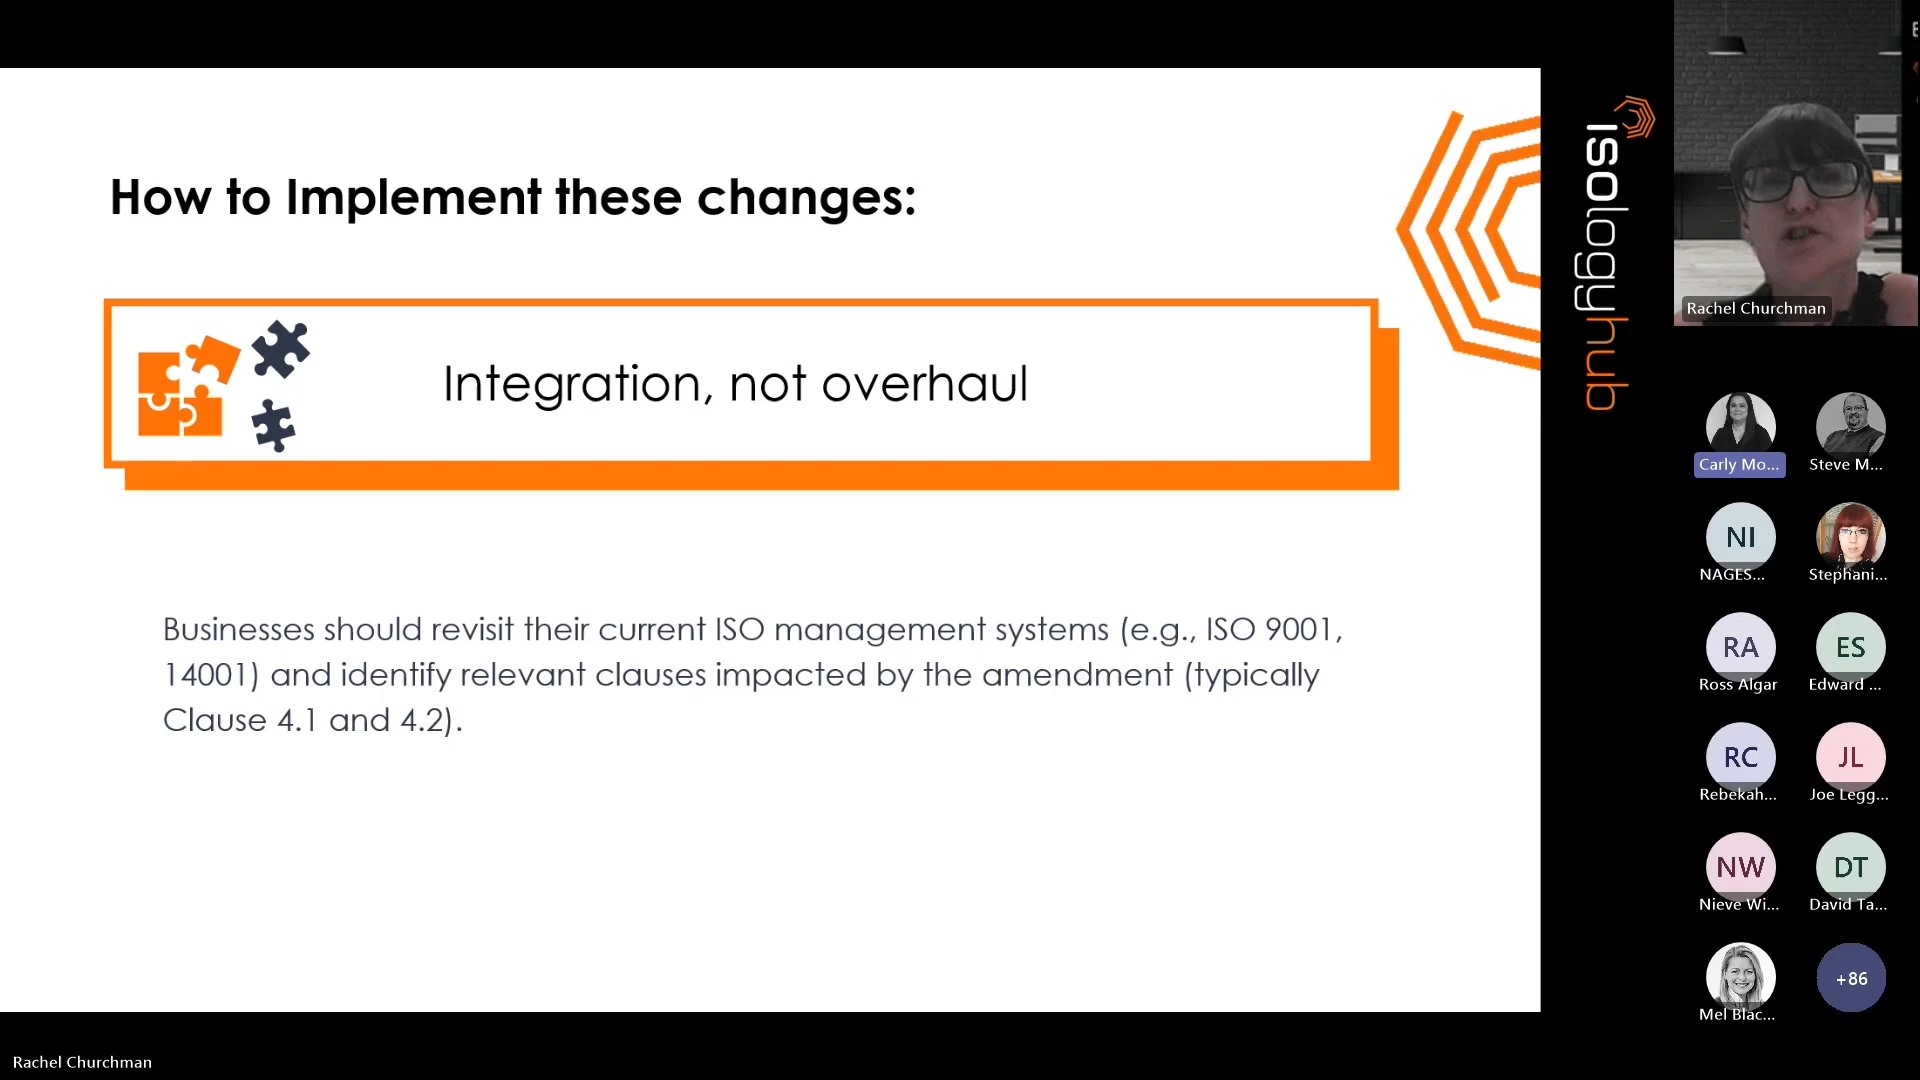 How to Implement these changes:
Integration, not overhaul
Businesses should revisit their current ISO management systems (e.g., ISO 9001,
14001) and identify relevant clauses impacted by the amendment (typically
Clause 4.1 and 4.2).
isologyhub
Rachel Churchman
Carly Mo...
Steve M...
NI
NAGES...
Stephani...
RA
Ross Algar
ES
Edward ...
RC
Rebekah...
JL
Joe Legg...
NW
Nieve Wi...
DT
David Ta...
Mel Blac...
+86
Rachel Churchman